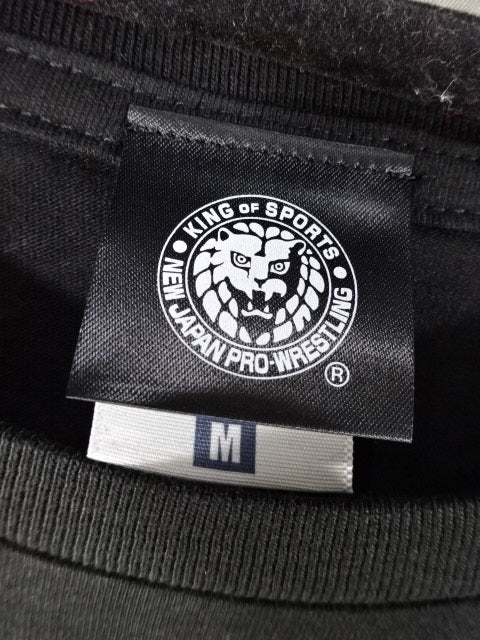 KING OF SPORTS
NEW JAPAN PRO-WRESTLING
®
M